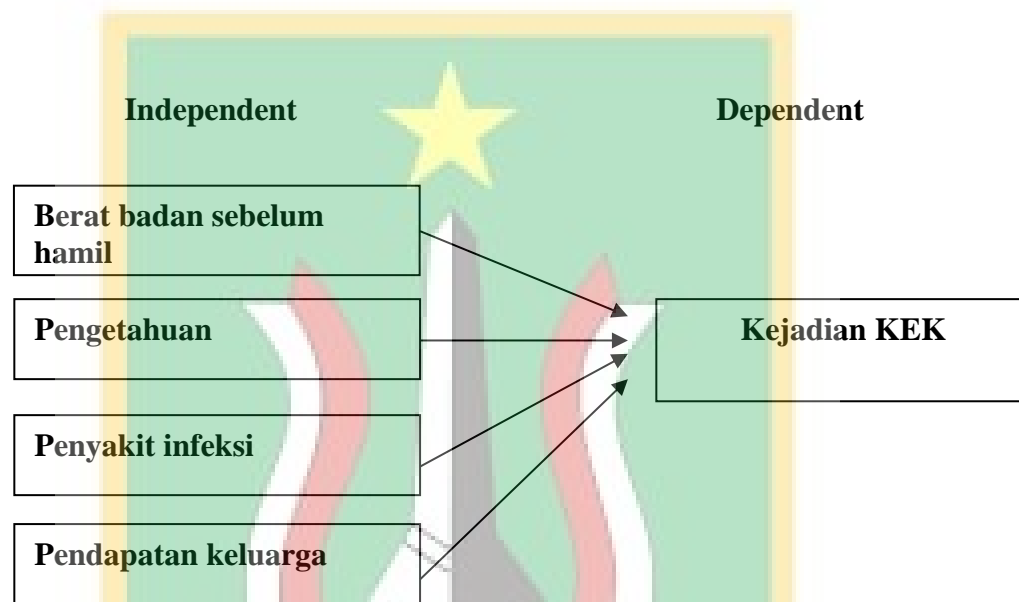 Independent
Dependent
Berat badan sebelum
hamil
Pengetahuan
Kejadian KEK
Penyakit infeksi
Pendapatan keluarga